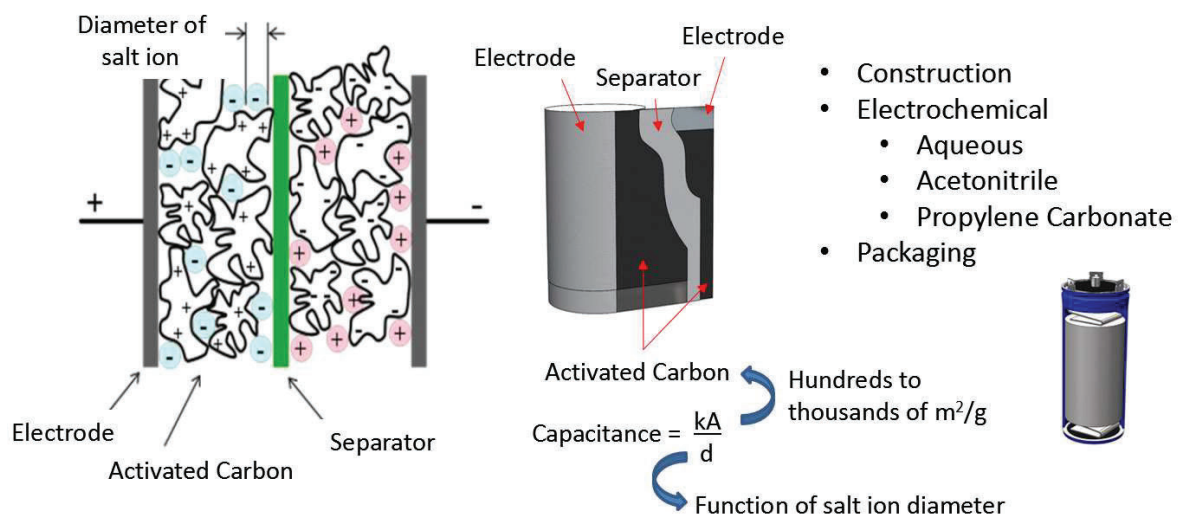 Diameter of
salt ion
+
-
Electrode
Activated Carbon
Separator
Electrode
Electrode
Separator
Activated Carbon
Hundreds to
thousands of m²/g
Capacitance = kA
d
Function of salt ion diameter
• Construction
• Electrochemical
• Aqueous
• Acetonitrile
• Propylene Carbonate
• Packaging